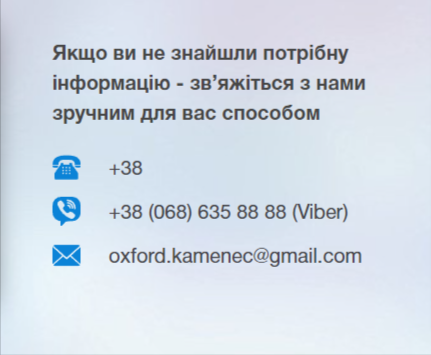 Якщо ви не знайшли потрібну
інформацію - зв’яжіться з нами
зручним для вас способом
+38
+38 (068) 635 88 88 (Viber)
oxford.kamenec@gmail.com